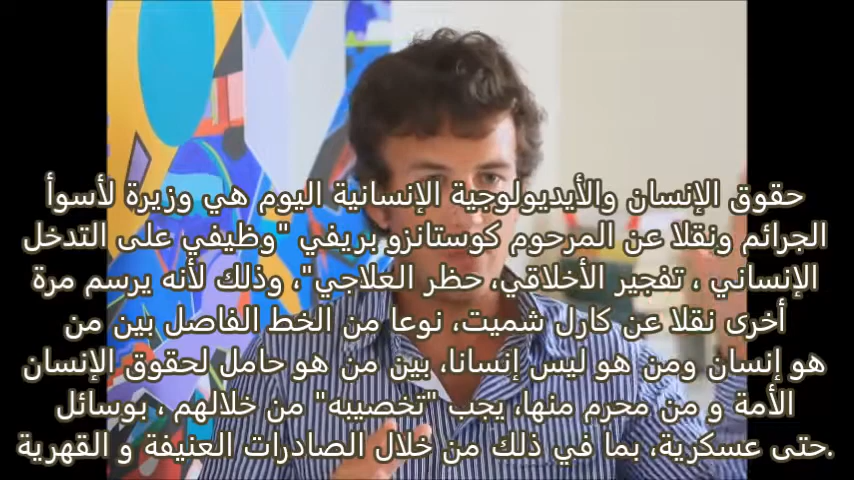 حقوق الإنسان والأيديولوجية الإنسانية اليوم هي وزيرة لأسوأ
الجرائم ونقلا عن المرحوم كوستانزو بريفي "وظيفي على التدخل
الإنساني ، تفجير الأخلاقي، حظر العلاجي"، وذلك لأنه يرسم مرة
أخرى نقلا عن كارل شميت، نوعا من الخط الفاصل بين من
هو إنسان ومن هو ليس إنسانا، بين من هو حامل لحقوق الإنسان
الأمة و من محرم منها، يجب "تخصيبه" من خلالهم ، بوسائل
حتى عسكرية، بما في ذلك من خلال الصادرات العنيفة و القهرية.